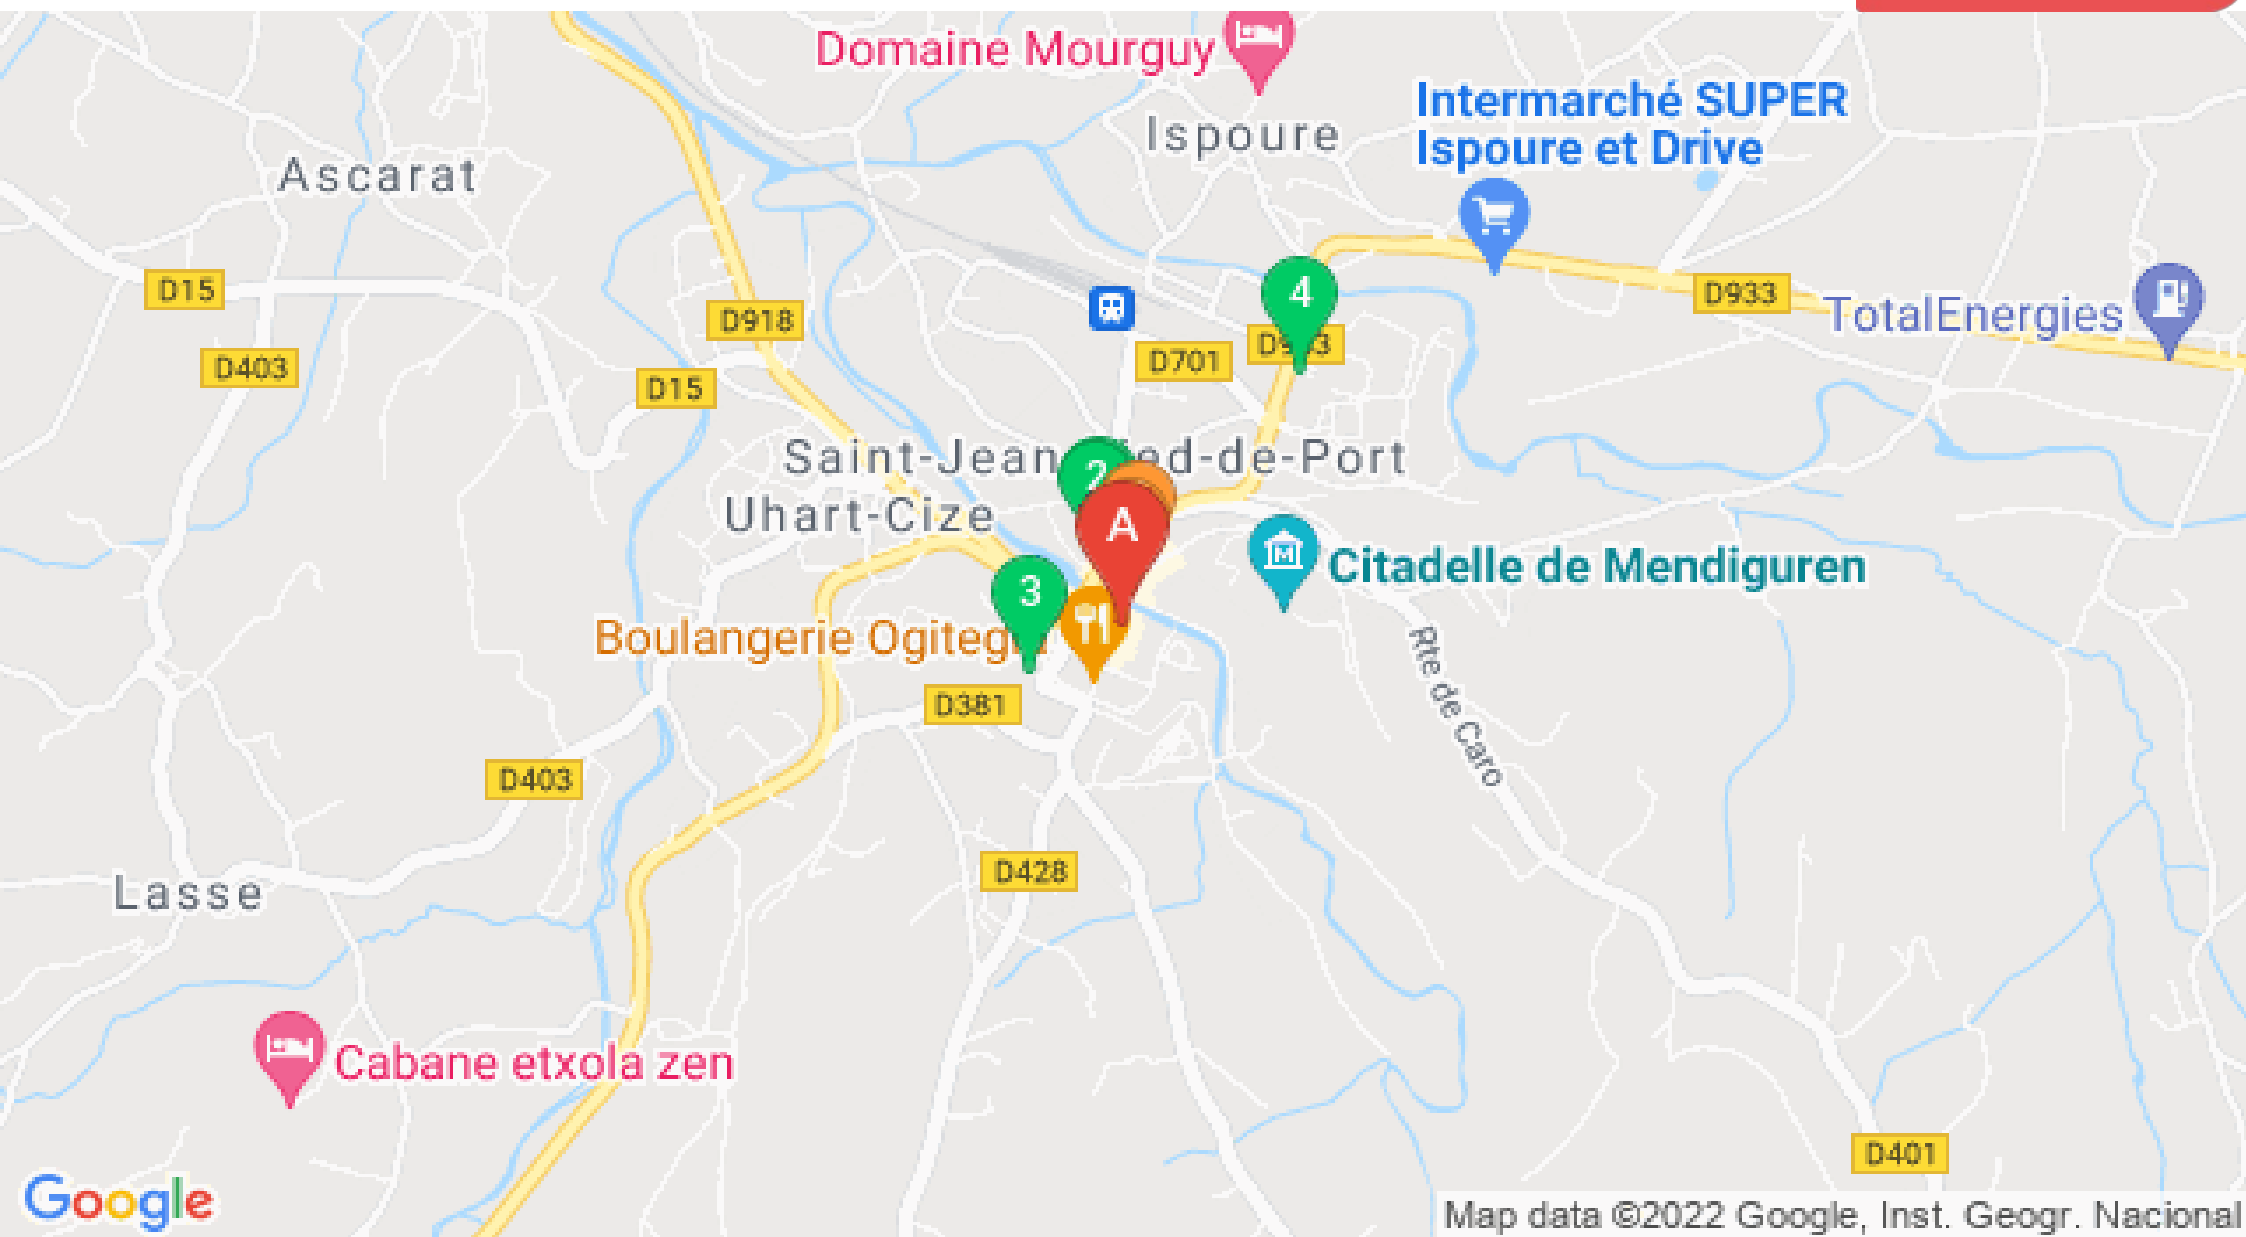 Domaine Mourguy
Intermarché SUPER
Ispoure et Drive
Ispoure
Ascarat
D15
D918
D933
4
TotalEnergies
D403
D701
D15
Saint-Jean
ed-de-Port
2
Uhart-Cize
A
Citadelle de Mendiguren
3
Boulangerie Ogiteg
Rte de Caro
D381
D403
D428
Lasse
Cabane etxola zen
D401
Google
Map data ©2022 Google, Inst. Geogr. Nacional